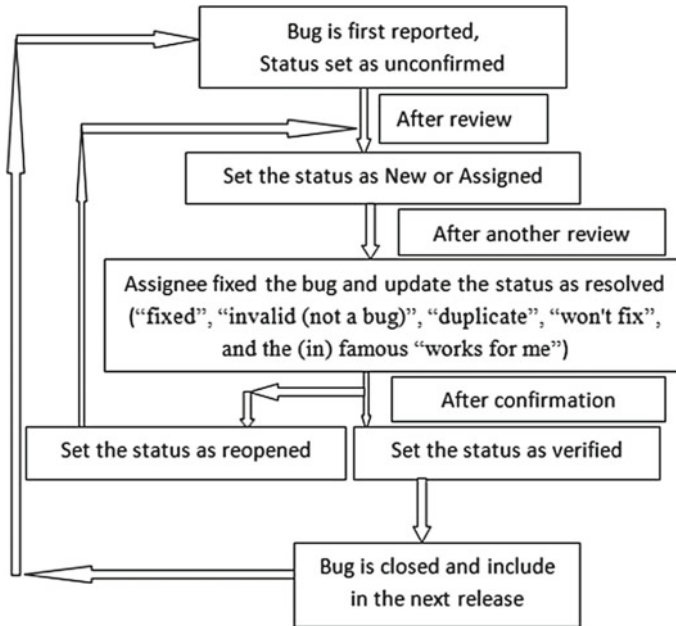 Bug is first reported,
Status set as unconfirmed
After review
Set the status as New or Assigned
After another review
Assignee fixed the bug and update the status as resolved
(“fixed”, “invalid (not a bug)”, “duplicate”, “won't fix”,
and the (in) famous “works for me”)
After confirmation
Set the status as reopened
Set the status as verified
Bug is closed and include
in the next release